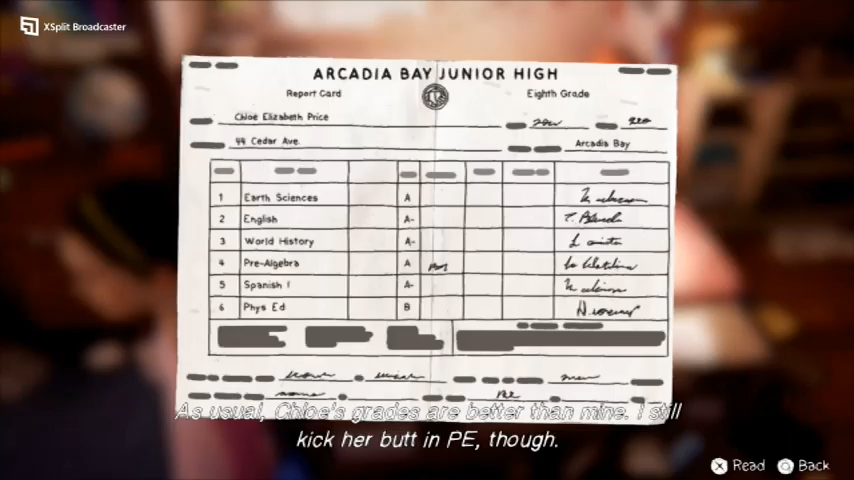 XSplit Broadcaster
ARCADIA BAY JUNIOR HIGH
Report Card
Eighth Grade
Chloe Elizabeth Price
44 Cedar Ave.
Arcadia Bay
1 Earth Sciences A
2 English A-
3 World History A-
4 Pre-Algebra A
5 Spanish 1 A-
6 Phys Ed B
As usual, Chloe's grades are better than mine. I still
kick her butt in PE, though.
Read Back